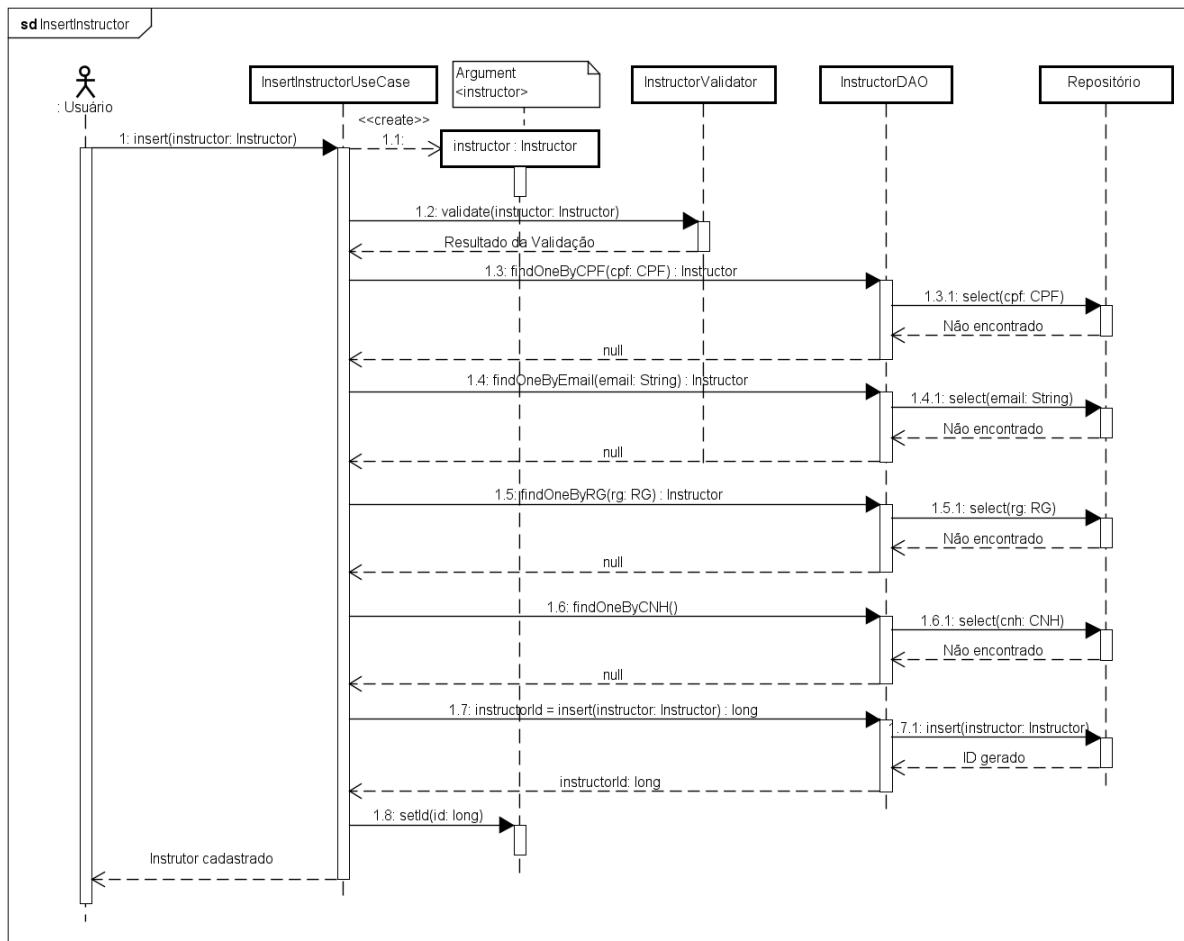 sd InsertInstructor
: Usuário
InsertInstructorUseCase
Argument
<instructor>
InstructorValidator
InstructorDAO
Repositório
<<create>>
1: insert(instructor: Instructor)
1.1:
instructor : Instructor
1.2: validate(instructor: Instructor)
Resultado da Validação
1.3: findOneByCPF(cpf: CPF) : Instructor
1.3.1: select(cpf: CPF)
Não encontrado
null
1.4: findOneByEmail(email: String) : Instructor
1.4.1: select(email: String)
Não encontrado
null
1.5: findOneByRG(rg: RG) : Instructor
1.5.1: select(rg: RG)
Não encontrado
null
1.6: findOneByCNH()
1.6.1: select(cnh: CNH)
Não encontrado
null
1.7: instructorId = insert(instructor: Instructor) : long
1.7.1: insert(instructor: Instructor)
ID gerado
instructorId: long
1.8: setId(id: long)
Instrutor cadastrado